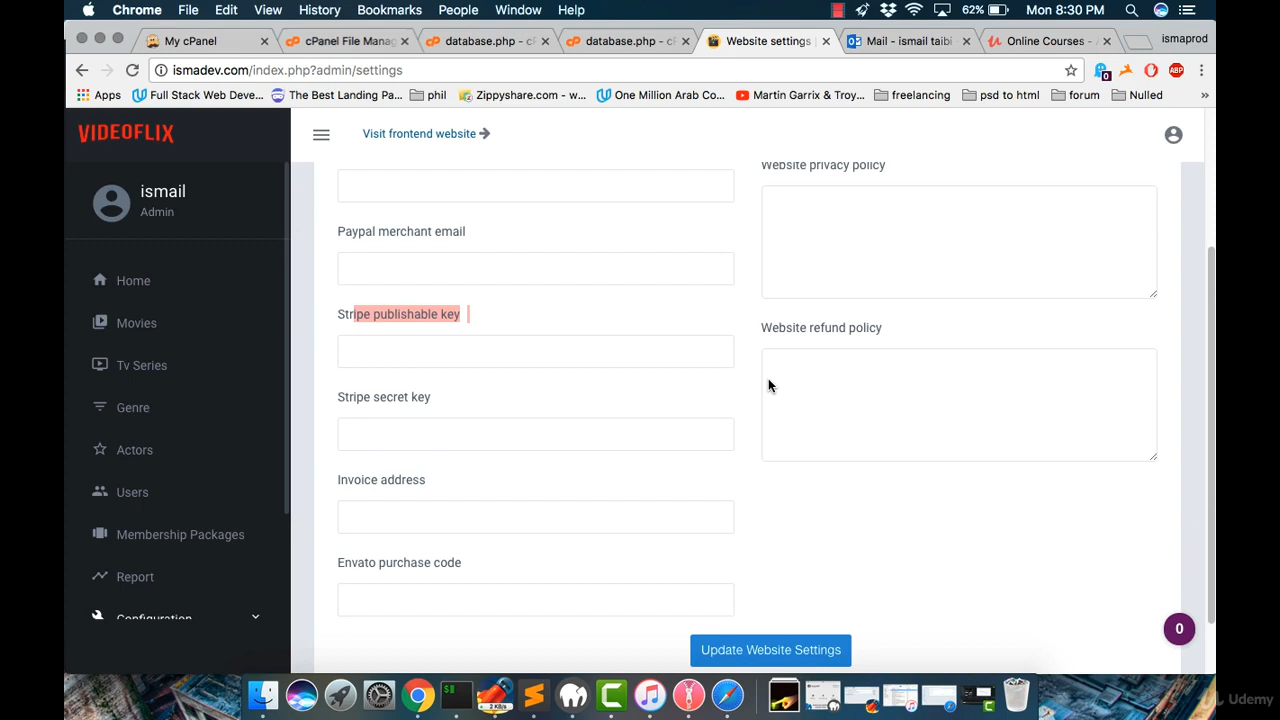 Chrome File Edit View History Bookmarks People Window Help 62% Mon 8:30 PM
My cPanel cPanel File Manag database.php - c database.php - cp Website settings Mail - ismail taibi Online Courses - ismaprod
ismadev.com/index.php?admin/settings
Apps Full Stack Web Deve... The Best Landing Pa... phil Zippyshare.com - w... One Million Arab Co... Martin Garrix & Troy... freelancing psd to html forum Nulled »
VIDEOFLIX
Visit frontend website
ismail
Admin
Home
Movies
Tv Series
Genre
Actors
Users
Membership Packages
Report
Configuration
Paypal merchant email
Stripe publishable key
Stripe secret key
Invoice address
Envato purchase code
Website privacy policy
Website refund policy
Update Website Settings
0
2 KB/s
Udemy